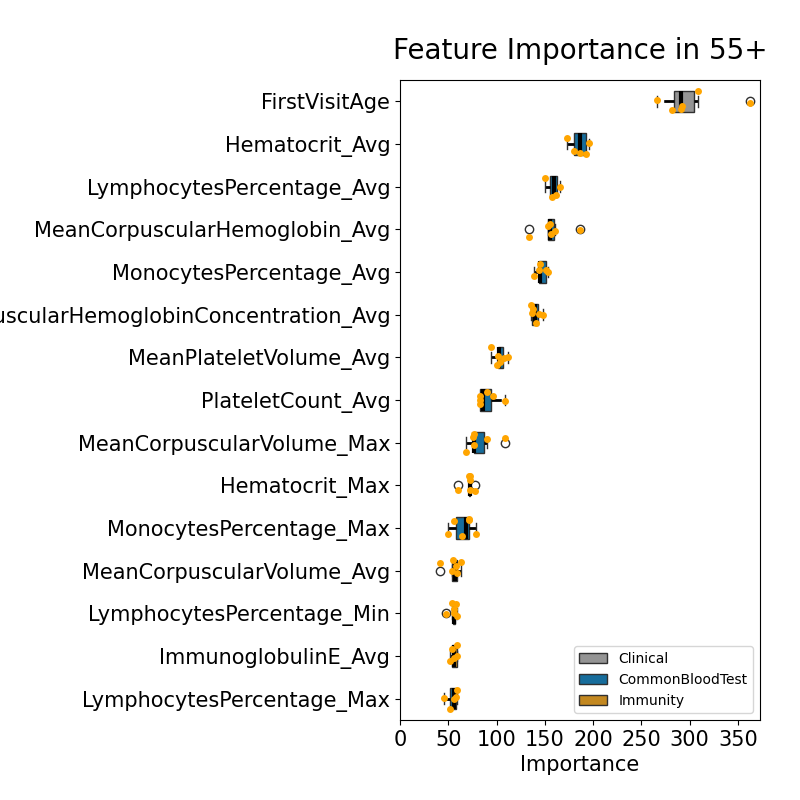 Feature Importance in 55+
FirstVisitAge
Hematocrit_Avg
LymphocytesPercentage_Avg
MeanCorpuscularHemoglobin_Avg
MonocytesPercentage_Avg
uscularHemoglobinConcentration_Avg
MeanPlateletVolume_Avg
PlateletCount_Avg
MeanCorpuscularVolume_Max
Hematocrit_Max
MonocytesPercentage_Max
MeanCorpuscularVolume_Avg
LymphocytesPercentage_Min
ImmunoglobulinE_Avg
LymphocytesPercentage_Max
Clinical
CommonBloodTest
Immunity
0 50 100 150 200 250 300 350
Importance